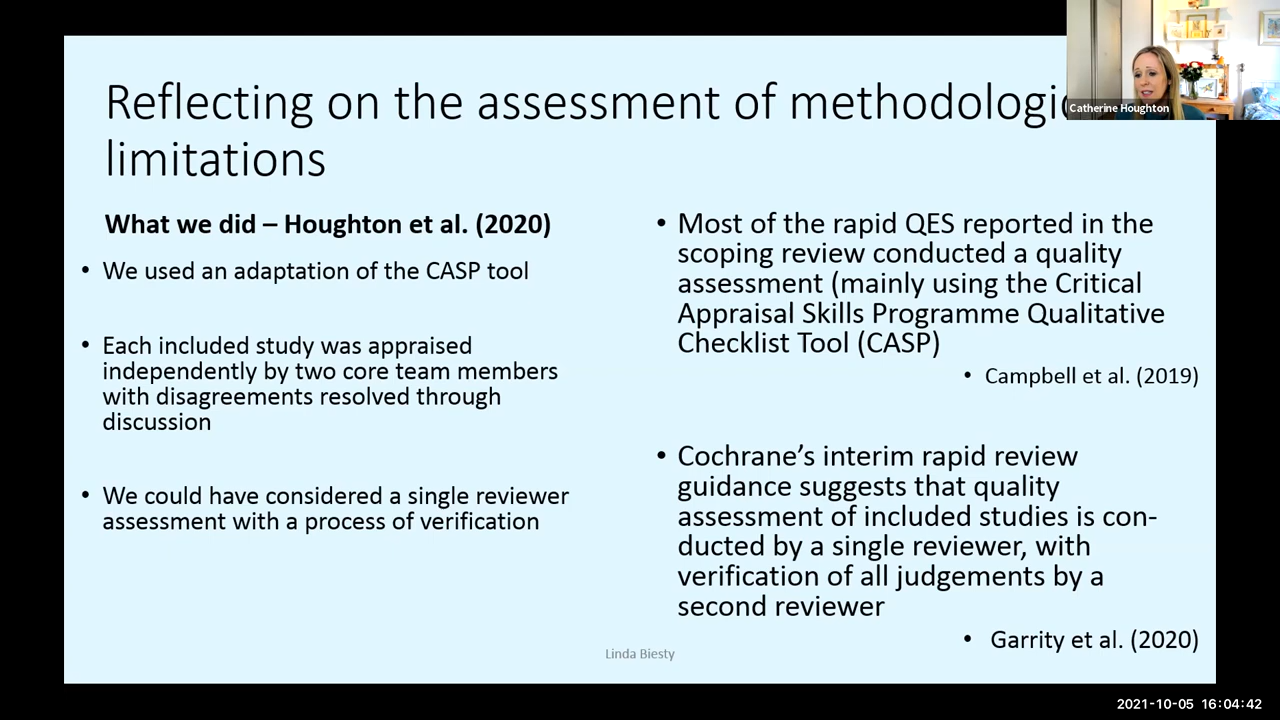 Reflecting on the assessment of methodologic
limitations
Catherine Houghton
What we did – Houghton et al. (2020)
• We used an adaptation of the CASP tool
• Each included study was appraised
independently by two core team members
with disagreements resolved through
discussion
• We could have considered a single reviewer
assessment with a process of verification
• Most of the rapid QES reported in the
scoping review conducted a quality
assessment (mainly using the Critical
Appraisal Skills Programme Qualitative
Checklist Tool (CASP)
• Campbell et al. (2019)
• Cochrane’s interim rapid review
guidance suggests that quality
assessment of included studies is con-
ducted by a single reviewer, with
verification of all judgements by a
second reviewer
• Garrity et al. (2020)
Linda Biesty
2021-10-05 16:04:42